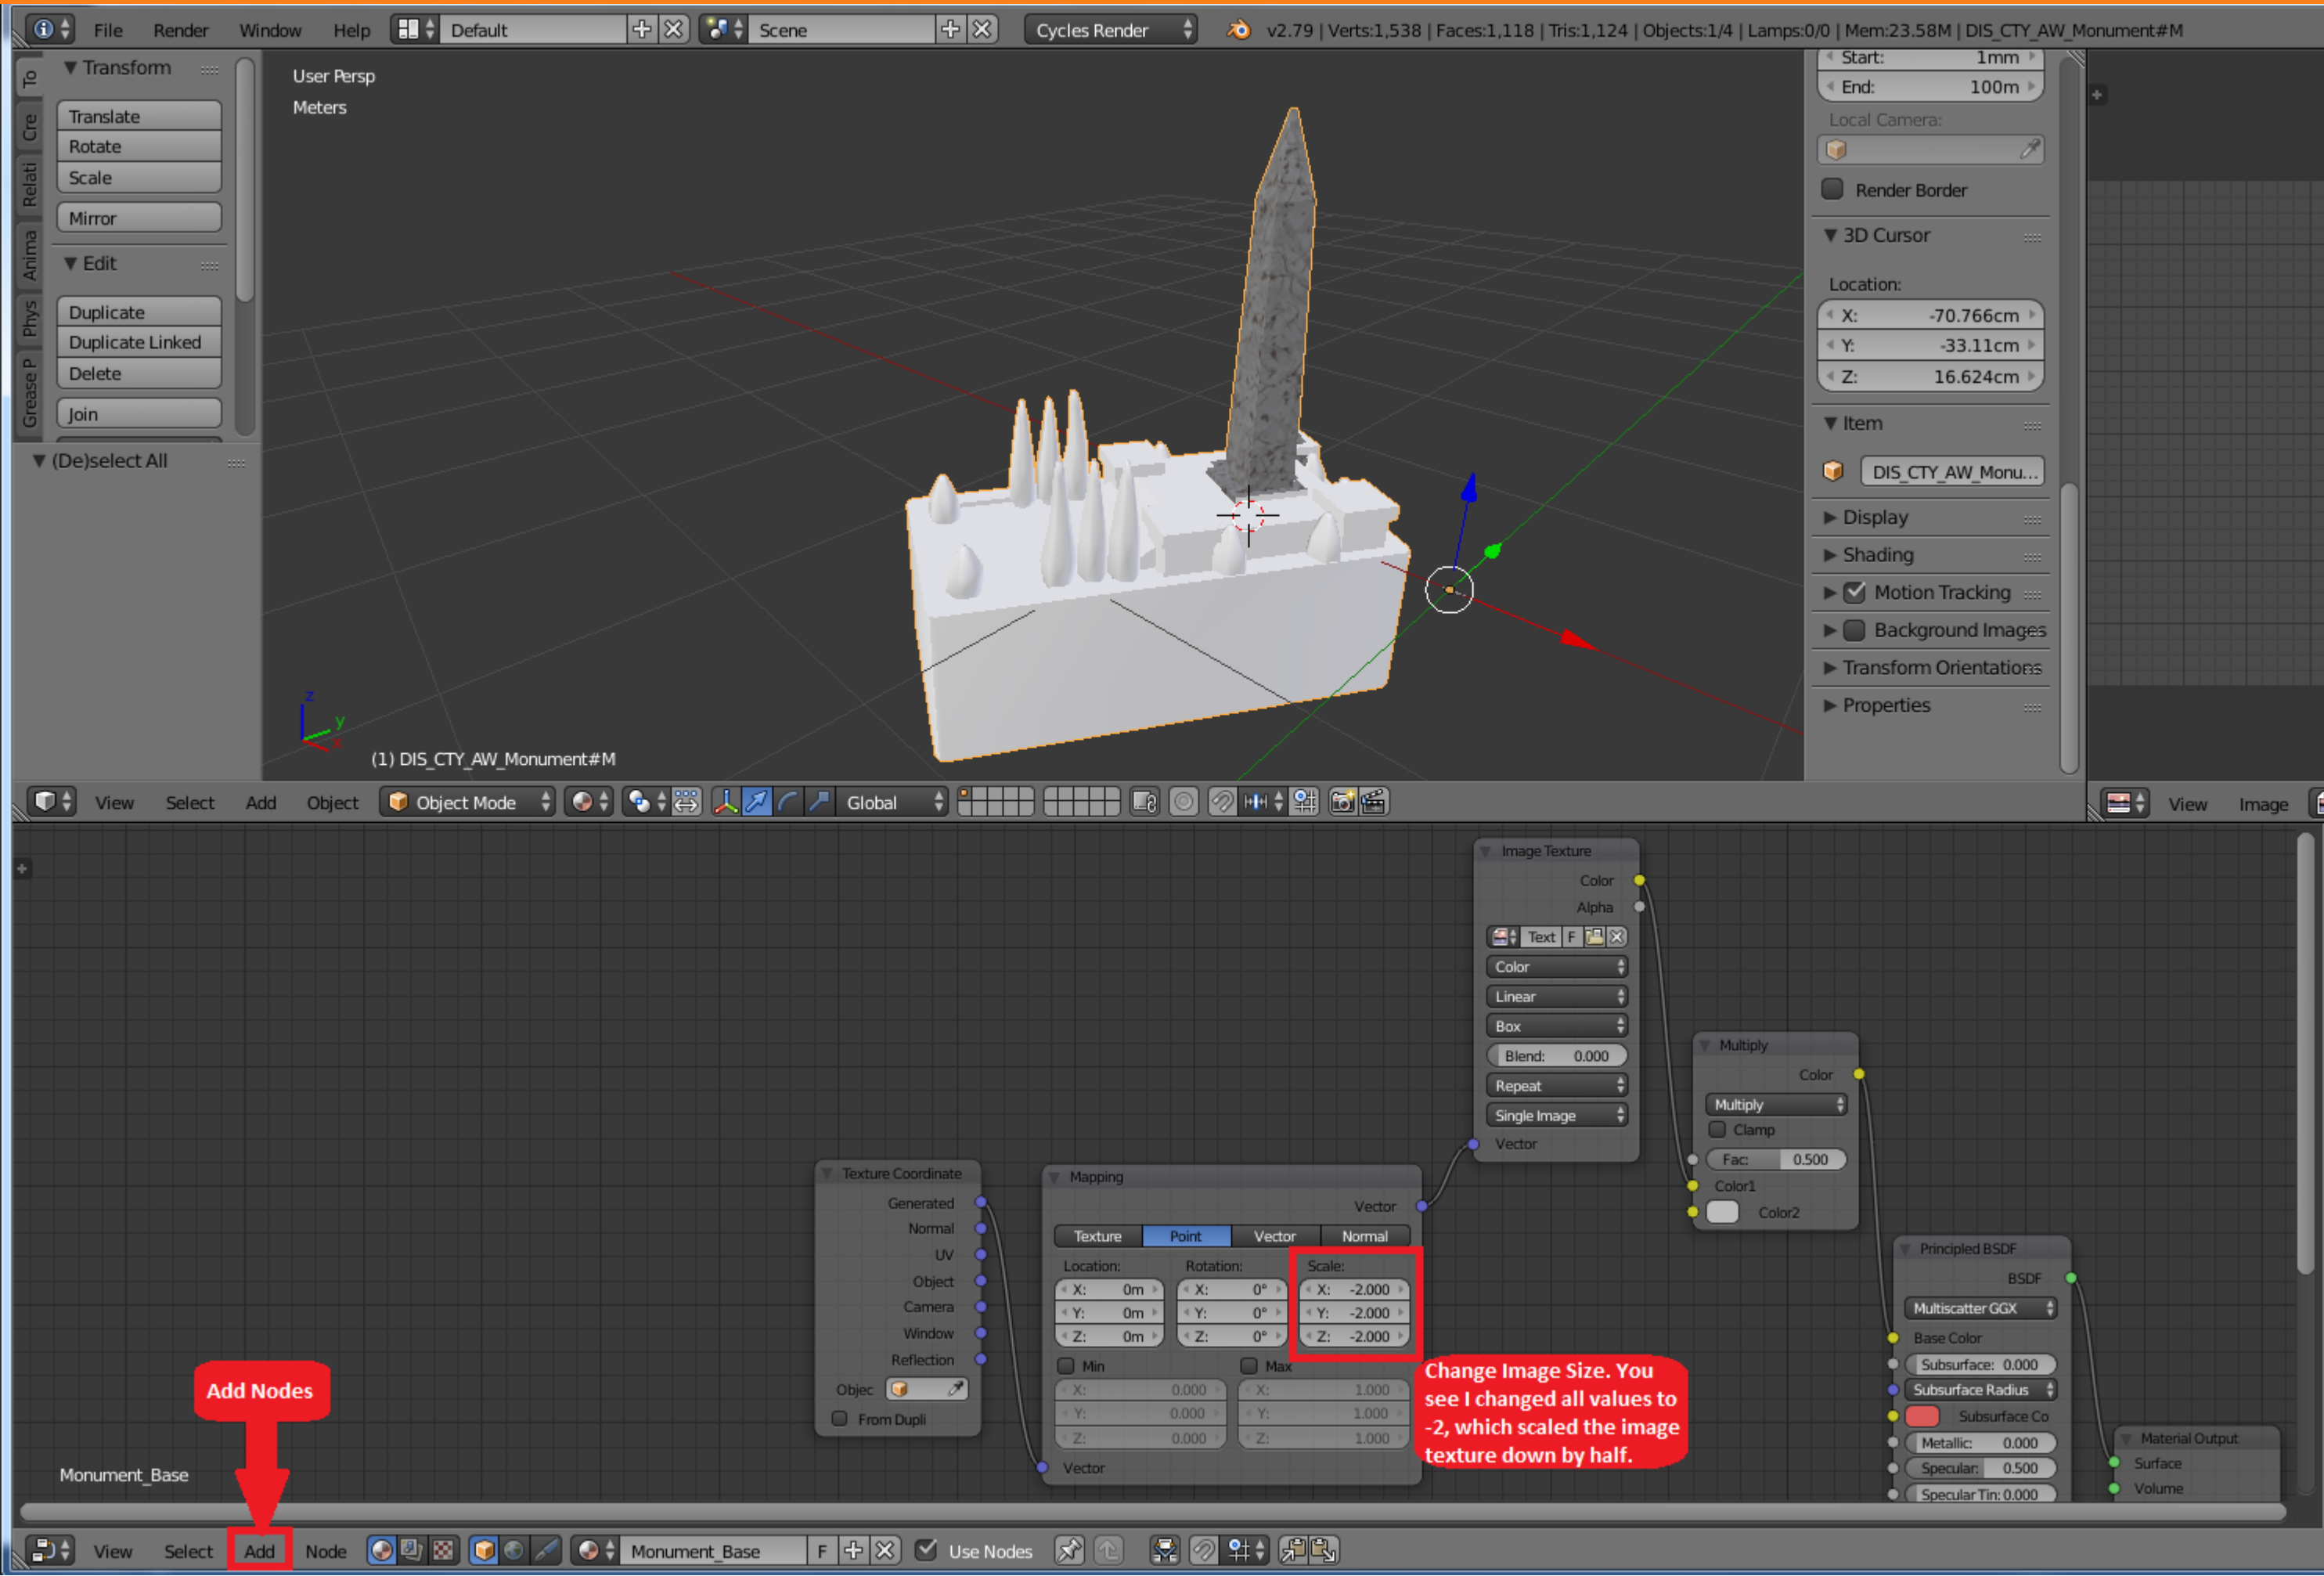 File Render Window Help Default Scene Cycles Render v2.79 | Verts:1,538 | Faces:1,118 | Tris:1,124 | Objects:1/4 | Lamps:0/0 | Mem:23.58M | DIS_CTY_AW_Monument#M
To
Cre
Relati
Anima
Phys
Grease P
Transform
Translate
Rotate
Scale
Mirror
Edit
Duplicate
Duplicate Linked
Delete
Join
(De)select All
User Persp
Meters
(1) DIS_CTY_AW_Monument#M
z
y
x
Start: 1mm
End: 100m
Local Camera:
Render Border
3D Cursor
Location:
X: -70.766cm
Y: -33.11cm
Z: 16.624cm
Item
DIS_CTY_AW_Monu...
Display
Shading
Motion Tracking
Background Images
Transform Orientations
Properties
View Select Add Object Object Mode Global
View Image
Image Texture
Color
Alpha
Text F
Color
Linear
Box
Blend: 0.000
Repeat
Single Image
Vector
Multiply
Color
Multiply
Clamp
Fac: 0.500
Color1
Color2
Texture Coordinate
Generated
Normal
UV
Object
Camera
Window
Reflection
Objec
From Dupli
Mapping
Vector
Texture Point Vector Normal
Location: Rotation: Scale:
X: 0m X: 0° X: -2.000
Y: 0m Y: 0° Y: -2.000
Z: 0m Z: 0° Z: -2.000
Min Max
X: 0.000 X: 1.000
Y: 0.000 Y: 1.000
Z: 0.000 Z: 1.000
Vector
Principled BSDF
BSDF
Multiscatter GGX
Base Color
Subsurface: 0.000
Subsurface Radius
Subsurface Co
Metallic: 0.000
Specular: 0.500
Specular Tin: 0.000
Material Output
Surface
Volume
Change Image Size. You
see I changed all values to
-2, which scaled the image
texture down by half.
Add Nodes
Monument_Base
View Select Add Node Monument_Base F Use Nodes